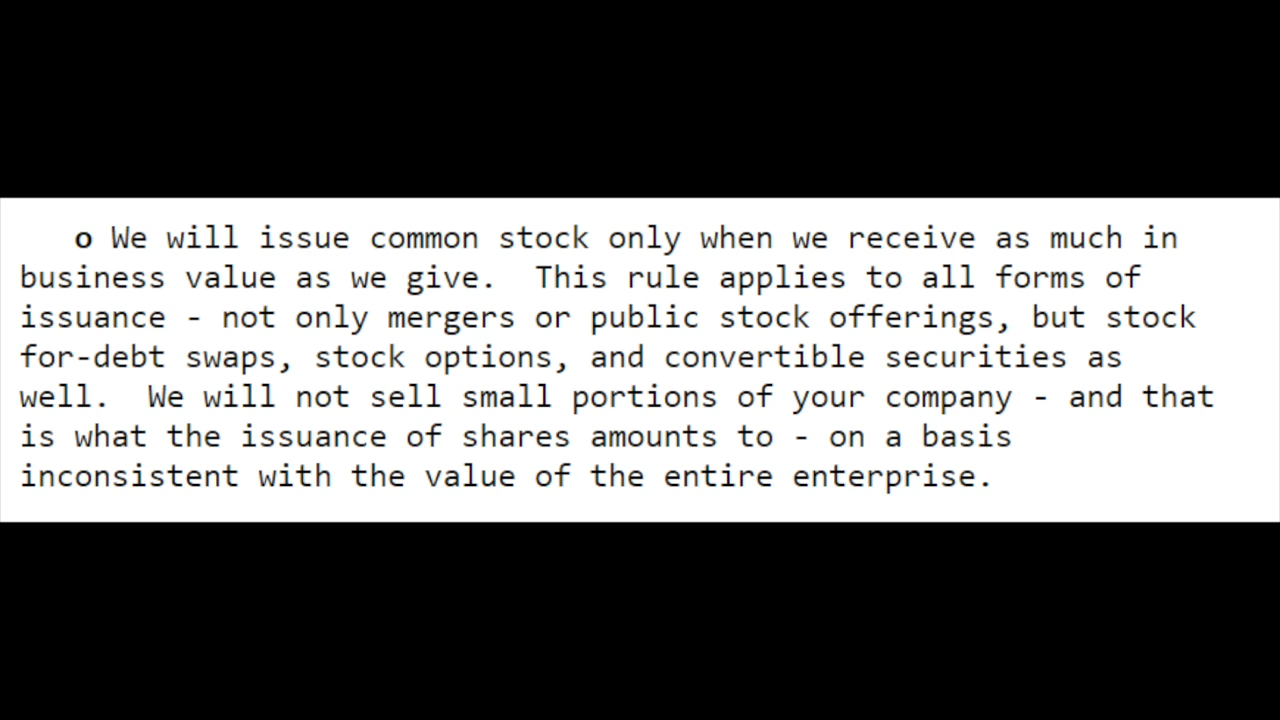 o We will issue common stock only when we receive as much in
business value as we give.  This rule applies to all forms of
issuance - not only mergers or public stock offerings, but stock
for-debt swaps, stock options, and convertible securities as
well.  We will not sell small portions of your company - and that
is what the issuance of shares amounts to - on a basis
inconsistent with the value of the entire enterprise.